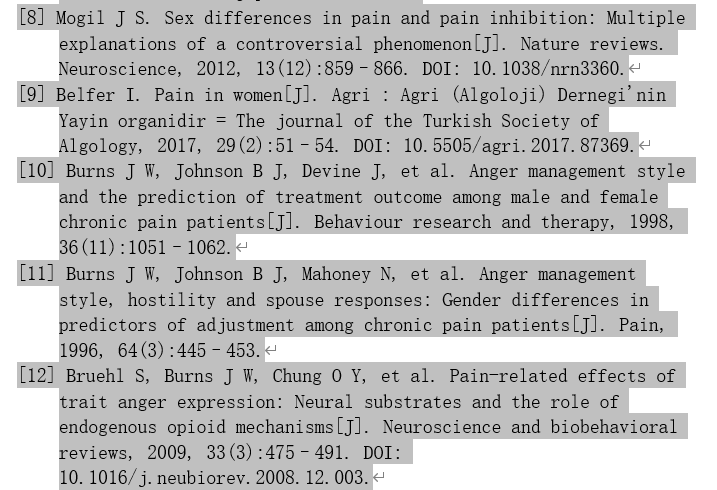 [8] Mogil J S. Sex differences in pain and pain inhibition: Multiple
explanations of a controversial phenomenon[J]. Nature reviews.
Neuroscience, 2012, 13(12):859-866. DOI: 10.1038/nrn3360.↵
[9] Belfer I. Pain in women[J]. Agri : Agri (Algoloji) Dernegi'nin
Yayin organidir = The journal of the Turkish Society of
Algology, 2017, 29(2):51-54. DOI: 10.5505/agri.2017.87369.↵
[10] Burns J W, Johnson B J, Devine J, et al. Anger management style
and the prediction of treatment outcome among male and female
chronic pain patients[J]. Behaviour research and therapy, 1998,
36(11):1051-1062.↵
[11] Burns J W, Johnson B J, Mahoney N, et al. Anger management
style, hostility and spouse responses: Gender differences in
predictors of adjustment among chronic pain patients[J]. Pain,
1996, 64(3):445-453.↵
[12] Bruehl S, Burns J W, Chung O Y, et al. Pain-related effects of
trait anger expression: Neural substrates and the role of
endogenous opioid mechanisms[J]. Neuroscience and biobehavioral
reviews, 2009, 33(3):475-491. DOI:
10.1016/j.neubiorev.2008.12.003.↵